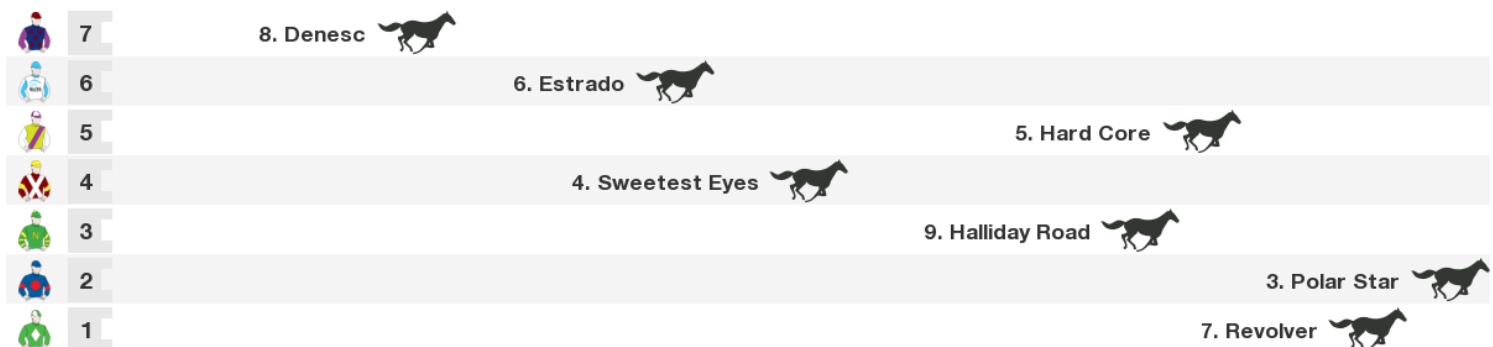 7 8. Denesc
6 6. Estrado
5 5. Hard Core
4 4. Sweetest Eyes
3 9. Halliday Road
2 3. Polar Star
1 7. Revolver